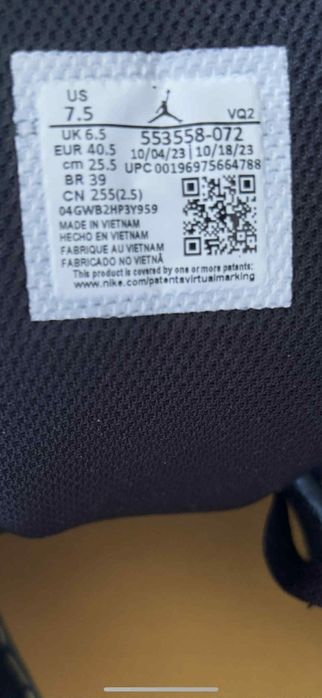 US
7.5
VQ2
UK 6.5 553558-072
EUR 40.5 10/04/23 | 10/18/23
cm 25.5 UPC 00196975664788
BR 39
CN 255(2.5)
04GWB2HP3Y959
MADE IN VIETNAM
HECHO EN VIETNAM
FABRIQUE AU VIETNAM
FABRICADO NO VIETNÃ
This product is covered by one or more patents:
www.nike.com/patentsvirtualmarking